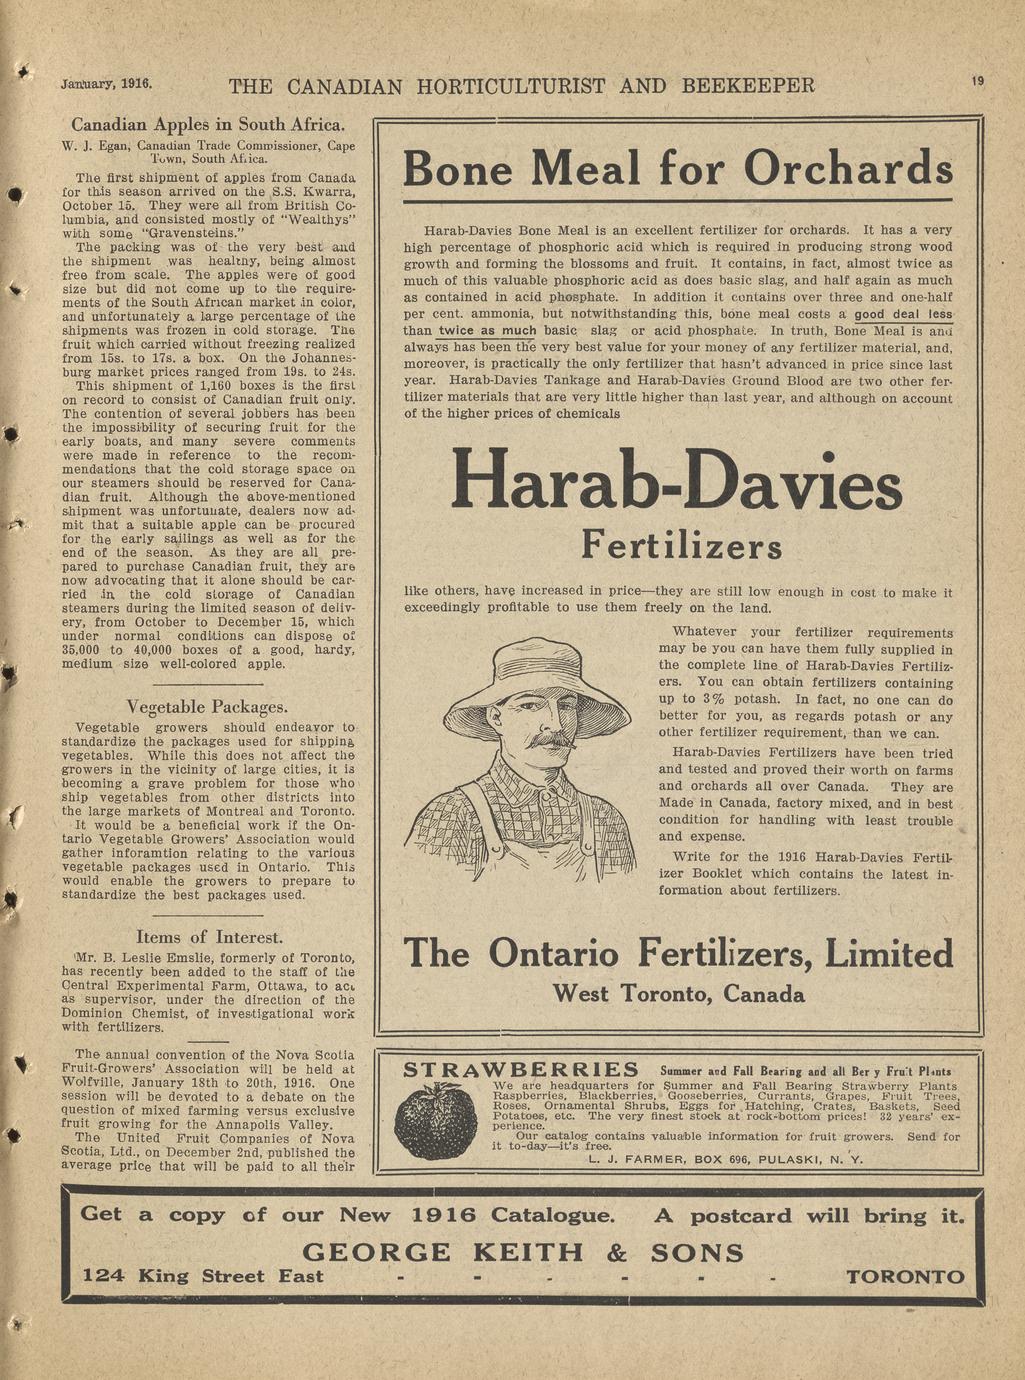 January, 1916.
THE CANADIAN HORTICULTURIST AND BEEKEEPER
19
Canadian Apples in South Africa.
W. J. Egan, Canadian Trade Commissioner, Cape
Town, South Africa.
The first shipment of apples from Canada
for this season arrived on the S.S. Kwarra,
October 15. They were all from British Co-
lumbia, and consisted mostly of "Wealthys"
with some "Gravensteins."
The packing was of the very best and
the shipment was healtny, being almost
free from scale. The apples were of good
size but did not come up to the require-
ments of the South African market in color,
and unfortunately a large percentage of the
shipments was frozen in cold storage. The
fruit which carried without freezing realized
from 15s. to 17s. a box. On the Johannes-
burg market prices ranged from 19s. to 24s.
This shipment of 1,160 boxes is the first
on record to consist of Canadian fruit only.
The contention of several jobbers has been
the impossibility of securing fruit for the
early boats, and many severe comments
were made in reference to the recom-
mendations that the cold storage space on
our steamers should be reserved for Cana-
dian fruit. Although the above-mentioned
shipment was unfortunate, dealers now ad-
mit that a suitable apple can be procured
for the early sailings as well as for the
end of the season. As they are all pre-
pared to purchase Canadian fruit, they are
now advocating that it alone should be car-
ried in the cold storage of Canadian
steamers during the limited season of deliv-
ery, from October to December 15, which
under normal conditions can dispose of
35,000 to 40,000 boxes of a good, hardy,
medium size well-colored apple.
Vegetable Packages.
Vegetable growers should endeavor to
standardize the packages used for shipping
vegetables. While this does not affect the
growers in the vicinity of large cities, it is
becoming a grave problem for those who
ship vegetables from other districts into
the large markets of Montreal and Toronto.
It would be a beneficial work if the On-
tario Vegetable Growers' Association would
gather inforamtion relating to the various
vegetable packages used in Ontario. This
would enable the growers to prepare to
standardize the best packages used.
Items of Interest.
Mr. B. Leslie Emslie, formerly of Toronto,
has recently been added to the staff of the
Central Experimental Farm, Ottawa, to act
as supervisor, under the direction of the
Dominion Chemist, of investigational work
with fertilizers.
The annual convention of the Nova Scotia
Fruit-Growers' Association will be held at
Wolfville, January 18th to 20th, 1916. One
session will be devoted to a debate on the
question of mixed farming versus exclusive
fruit growing for the Annapolis Valley.
The United Fruit Companies of Nova
Scotia, Ltd., on December 2nd, published the
average price that will be paid to all their
Bone Meal for Orchards
Harab-Davies Bone Meal is an excellent fertilizer for orchards. It has a very
high percentage of phosphoric acid which is required in producing strong wood
growth and forming the blossoms and fruit. It contains, in fact, almost twice as
much of this valuable phosphoric acid as does basic slag, and half again as much
as contained in acid phosphate. In addition it contains over three and one-half
per cent. ammonia, but notwithstanding this, bone meal costs a good deal less
than twice as much basic slag or acid phosphate. In truth, Bone Meal is and
always has been the very best value for your money of any fertilizer material, and,
moreover, is practically the only fertilizer that hasn't advanced in price since last
year. Harab-Davies Tankage and Harab-Davies Ground Blood are two other fer-
tilizer materials that are very little higher than last year, and although on account
of the higher prices of chemicals
Harab-Davies
Fertilizers
like others, have increased in price—they are still low enough in cost to make it
exceedingly profitable to use them freely on the land.
Whatever your fertilizer requirements
may be you can have them fully supplied in
the complete line of Harab-Davies Fertiliz-
ers. You can obtain fertilizers containing
up to 3% potash. In fact, no one can do
better for you, as regards potash or any
other fertilizer requirement, than we can.
Harab-Davies Fertilizers have been tried
and tested and proved their worth on farms
and orchards all over Canada. They are
Made in Canada, factory mixed, and in best
condition for handling with least trouble
and expense.
Write for the 1916 Harab-Davies Fertil-
izer Booklet which contains the latest in-
formation about fertilizers.
The Ontario Fertilizers, Limited
West Toronto, Canada
STRAWBERRIES Summer and Fall Bearing and all Berry Fruit Plants
We are headquarters for Summer and Fall Bearing Strawberry Plants
Raspberries, Blackberries, Gooseberries, Currants, Grapes, Fruit Trees,
Roses, Ornamental Shrubs, Eggs for Hatching, Crates, Baskets, Seed
Potatoes, etc. The very finest stock at rock-bottom prices! 32 years' ex-
perience.
Our catalog contains valuable information for fruit growers. Send for
it to-day—it's free.
L. J. FARMER, BOX 696, PULASKI, N. Y.
Get a copy of our New 1916 Catalogue. A postcard will bring it.
GEORGE KEITH & SONS
124 King Street East - - - - - - TORONTO